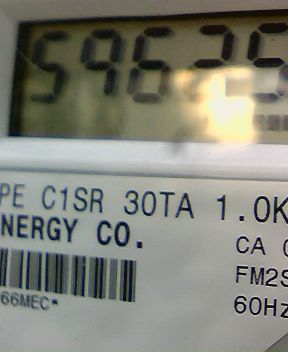 59625
PE C1SR 30TA 1.0K
NERGY CO.
CA
FM2S
66MEC*
60Hz